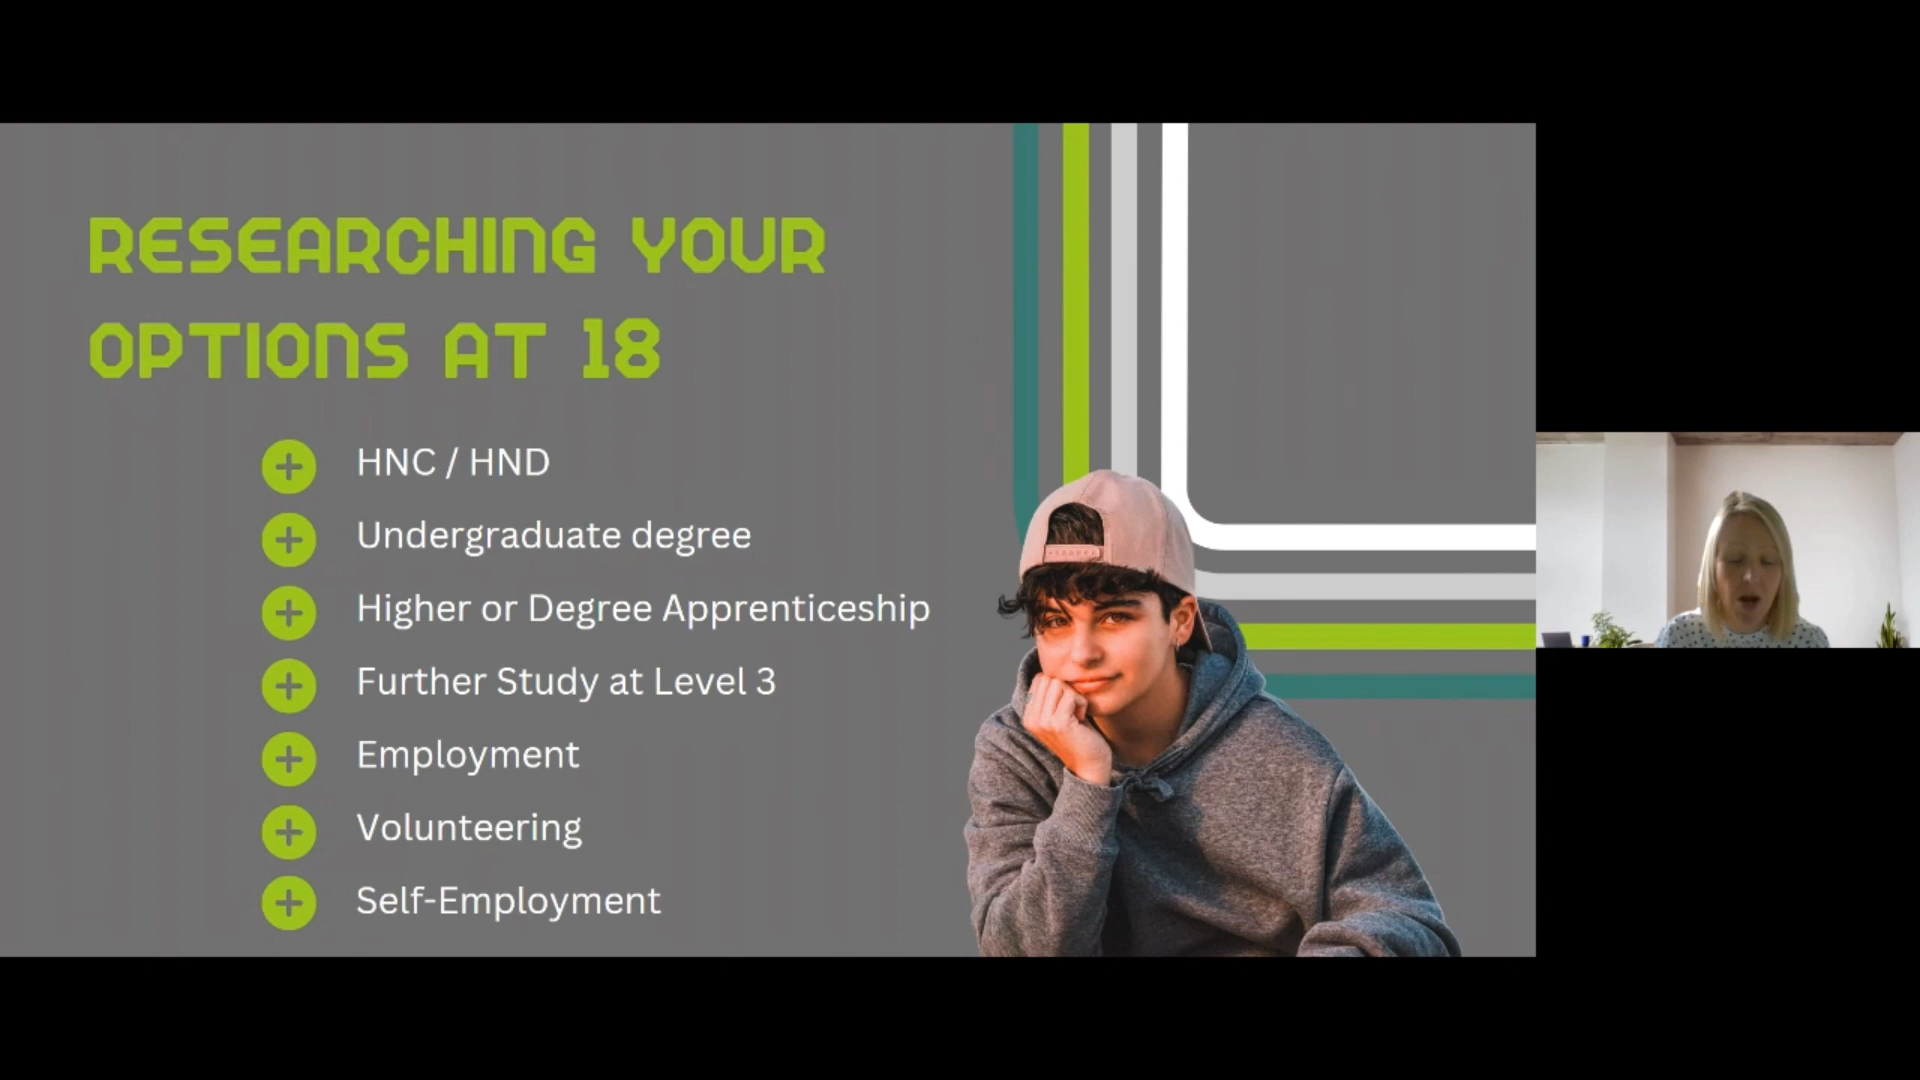 RESEARCHING YOUR
OPTIONS AT 18
HNC / HND
Undergraduate degree
Higher or Degree Apprenticeship
Further Study at Level 3
Employment
Volunteering
Self-Employment